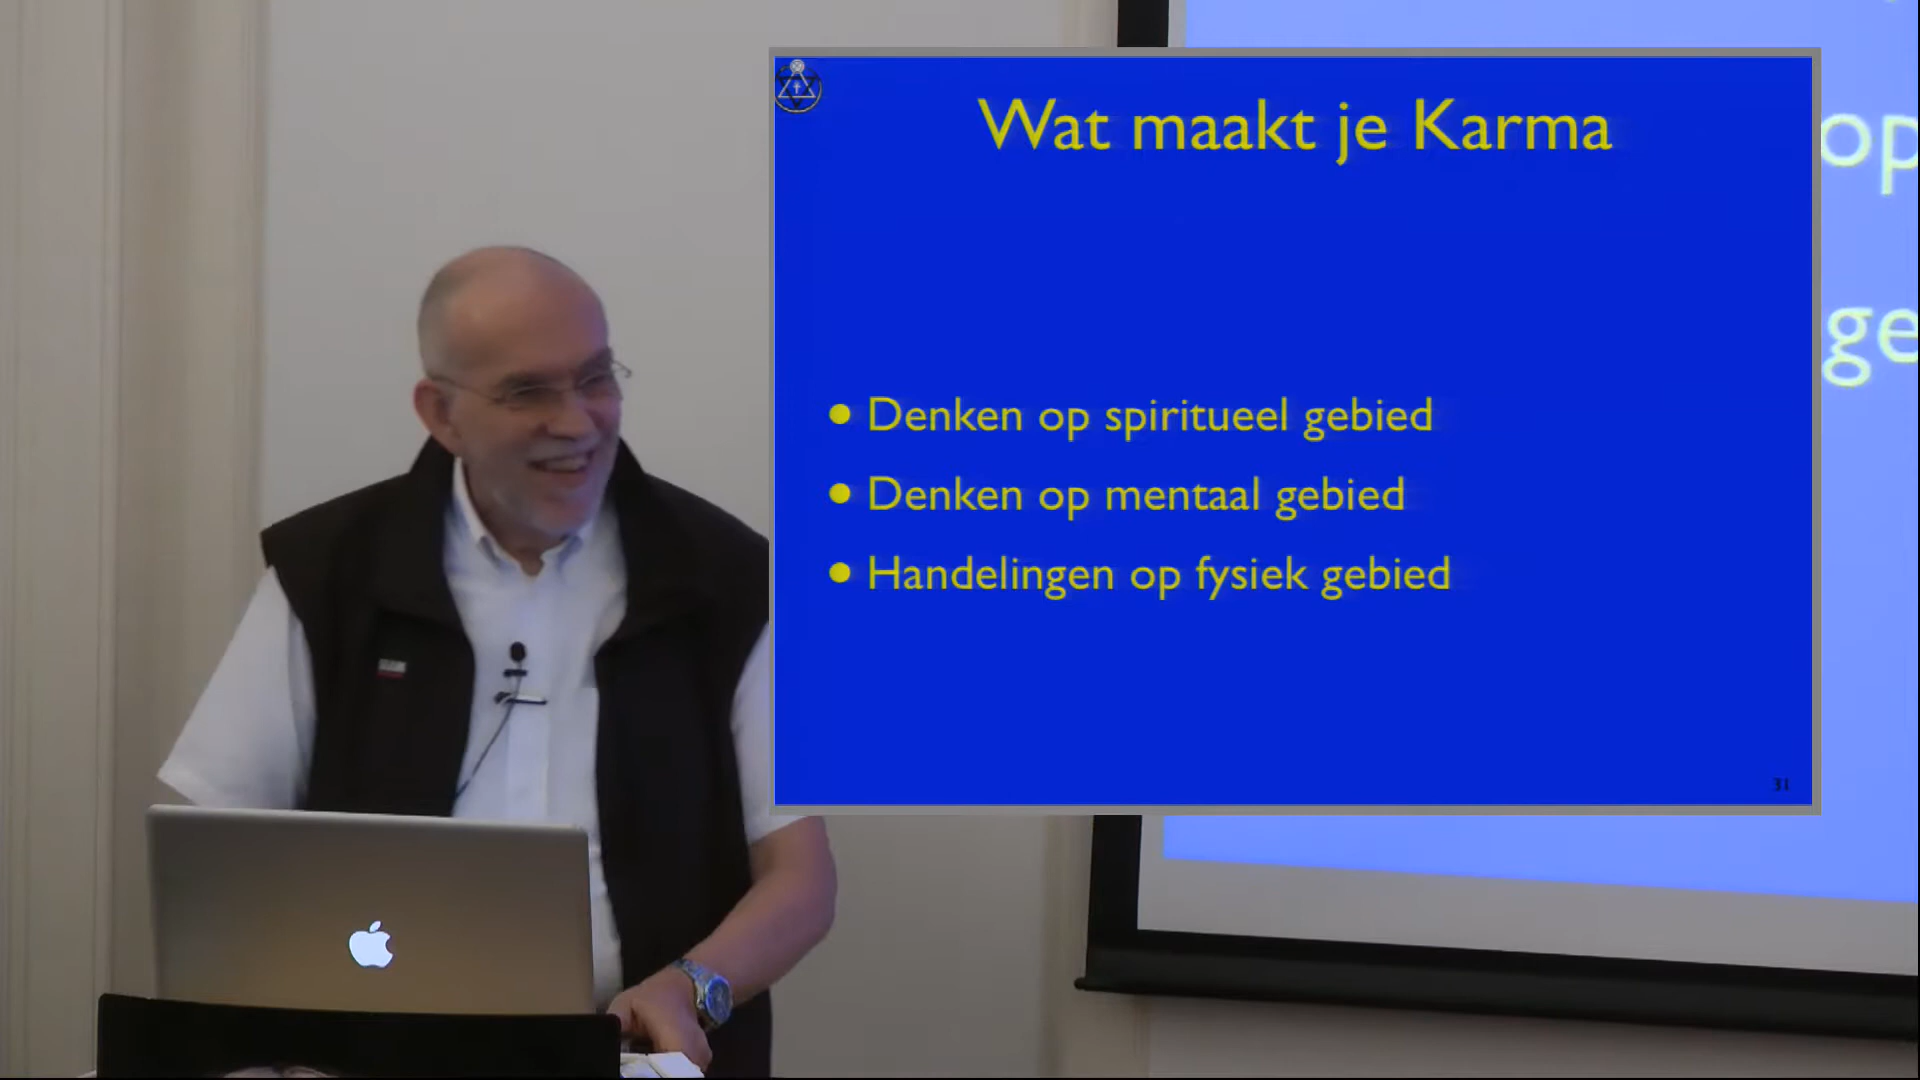 Wat maakt je Karma
op
• Denken op spiritueel gebied
ge
• Denken op mentaal gebied
• Handelingen op fysiek gebied
31